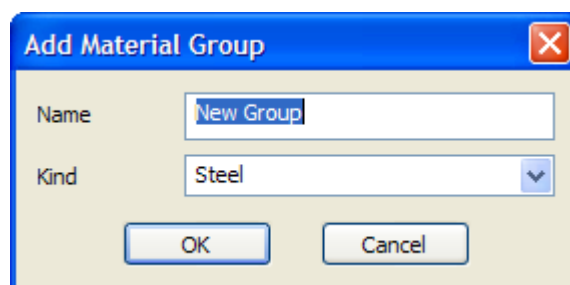 Add Material Group
Name New Group
Kind Steel
OK Cancel